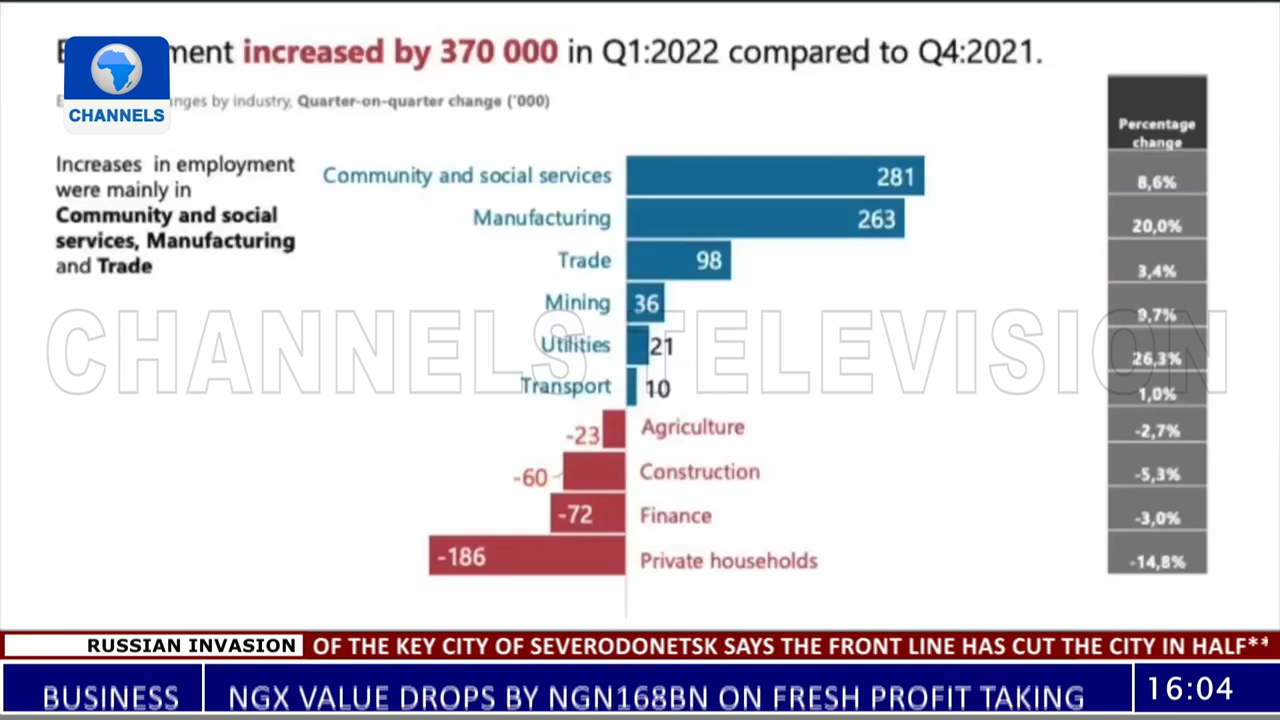 ment increased by 370 000 in Q1:2022 compared to Q4:2021.
CHANNELS
nges by industry, Quarter-on-quarter change ('000)
Percentage
change
Increases in employment
were mainly in
Community and social
services, Manufacturing
and Trade
Community and social services 281 8,6%
Manufacturing 263 20,0%
Trade 98 3,4%
Mining 36 9,7%
CHANNELS TELEVISION
Utilities 21 26,3%
Transport 10 1,0%
-23 Agriculture -2,7%
-60 Construction -5,3%
-72 Finance -3,0%
-186 Private households -14,8%
RUSSIAN INVASION OF THE KEY CITY OF SEVERODONETSK SAYS THE FRONT LINE HAS CUT THE CITY IN HALF**
BUSINESS NGX VALUE DROPS BY NGN168BN ON FRESH PROFIT TAKING 16:04